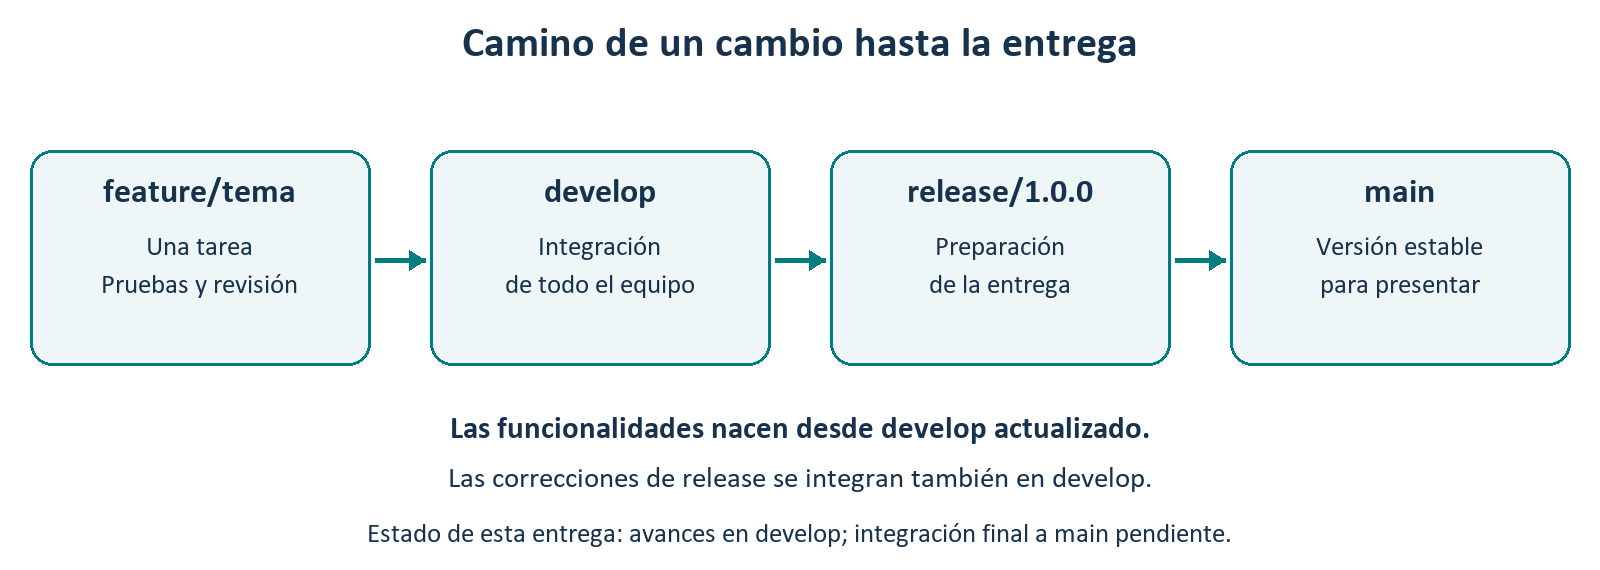 Camino de un cambio hasta la entrega
feature/tema
Una tarea
Pruebas y revisión
develop
Integración
de todo el equipo
release/1.0.0
Preparación
de la entrega
main
Versión estable
para presentar
Las funcionalidades nacen desde develop actualizado.
Las correcciones de release se integran también en develop.
Estado de esta entrega: avances en develop; integración final a main pendiente.